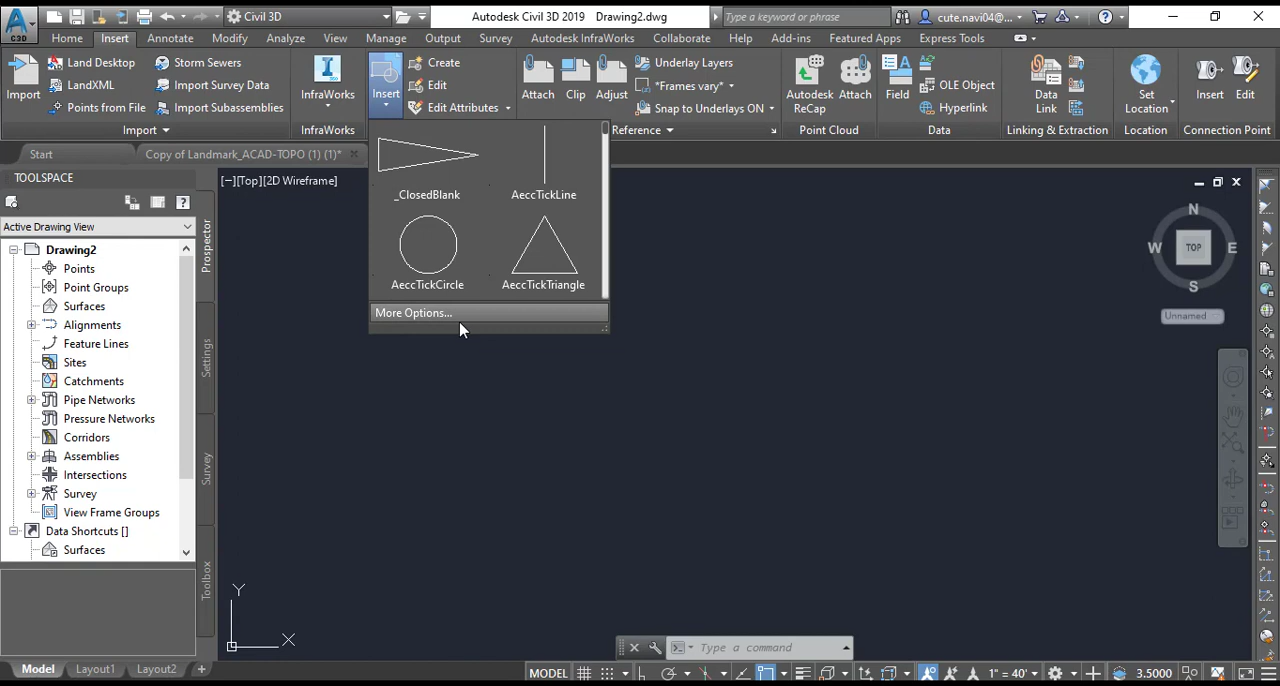 C3D
Civil 3D
Autodesk Civil 3D 2019 Drawing2.dwg
Type a keyword or phrase
cute.navi04@...
Home Insert Annotate Modify Analyze View Manage Output Survey Autodesk InfraWorks Collaborate Help Add-ins Featured Apps Express Tools
Import
Land Desktop
LandXML
Points from File
Storm Sewers
Import Survey Data
Import Subassemblies
Import
InfraWorks
InfraWorks
Insert
Create
Edit
Edit Attributes
Attach
Clip
Adjust
Underlay Layers
*Frames vary*
Snap to Underlays ON
Reference
Autodesk
ReCap
Attach
Point Cloud
Field
OLE Object
Hyperlink
Data
Data
Link
Linking & Extraction
Set
Location
Location
Insert
Edit
Connection Point
Start
Copy of Landmark_ACAD-TOPO (1) (1)*
_ClosedBlank
AeccTickLine
AeccTickCircle
AeccTickTriangle
More Options...
TOOLSPACE
Active Drawing View
Drawing2
Points
Point Groups
Surfaces
Alignments
Feature Lines
Sites
Catchments
Pipe Networks
Pressure Networks
Corridors
Assemblies
Intersections
Survey
View Frame Groups
Data Shortcuts []
Surfaces
Prospector
Settings
Survey
Toolbox
[−][Top][2D Wireframe]
N
W
TOP
E
S
Unnamed
Y
X
Type a command
Model Layout1 Layout2 +
MODEL
1" = 40'
3.5000